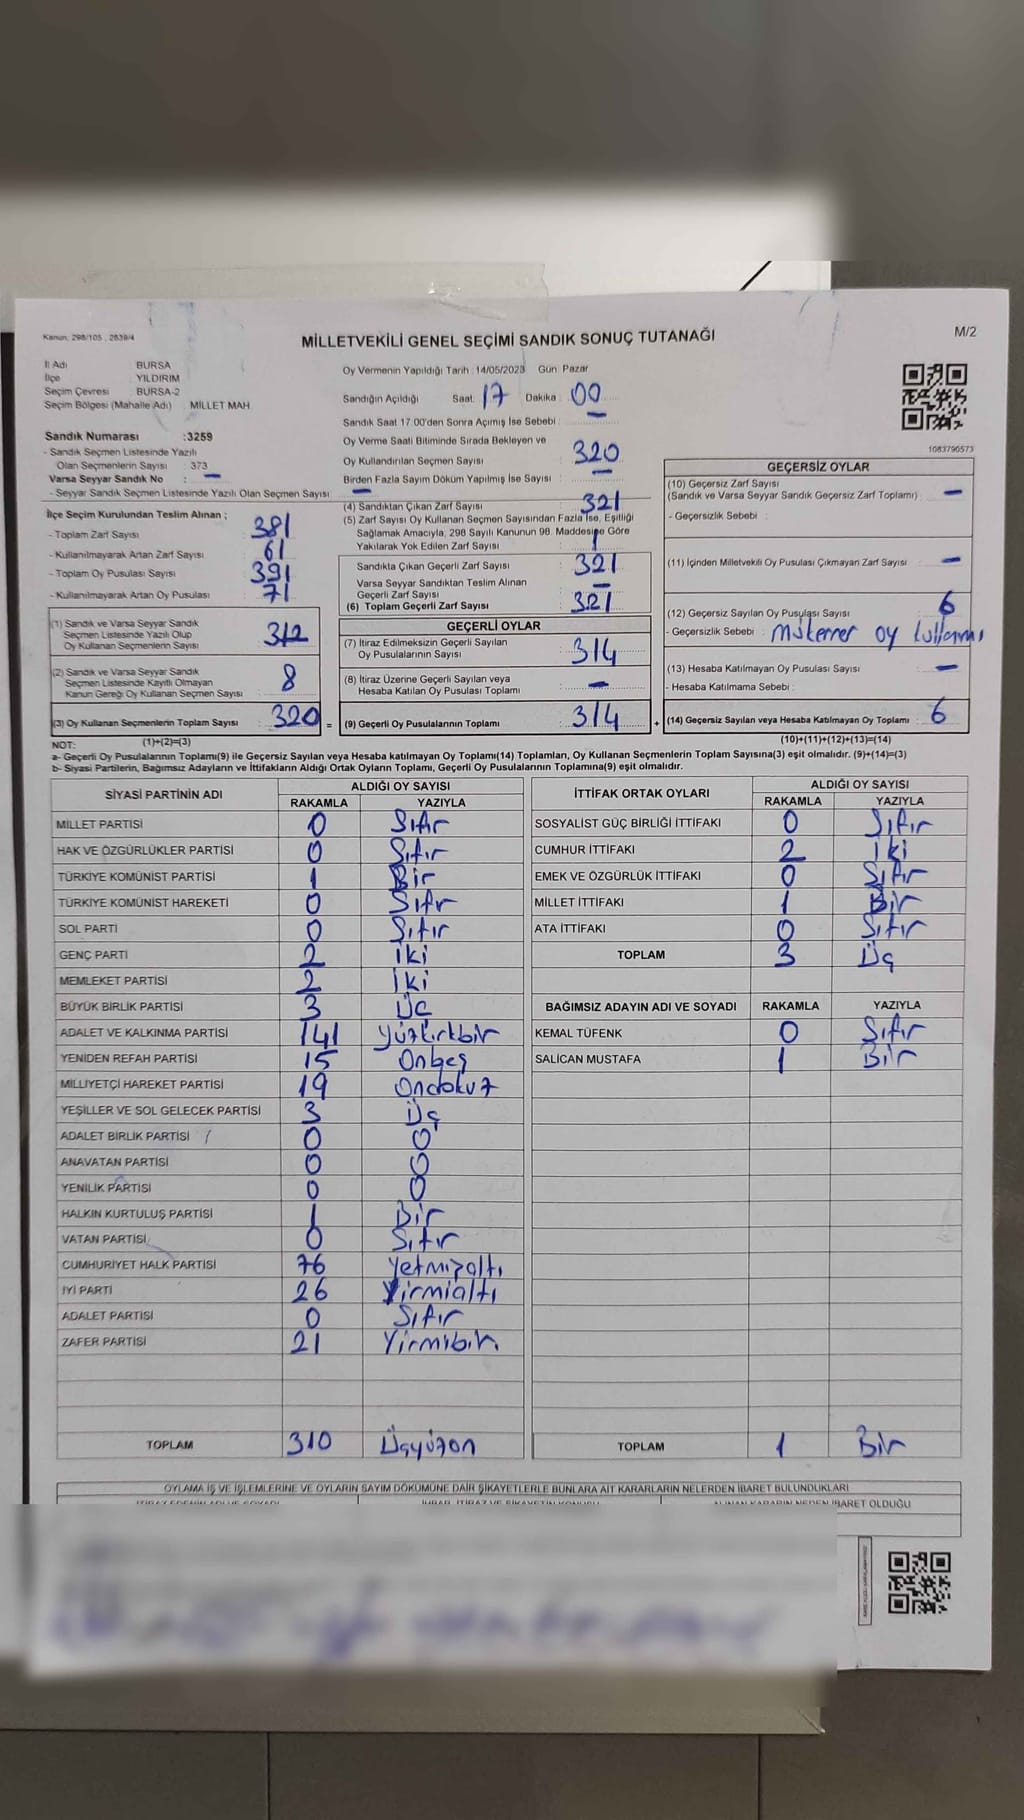 Kanun: 298/105 , 2839/4
MİLLETVEKİLİ GENEL SEÇİMİ SANDIK SONUÇ TUTANAĞI
M/2
İl Adı BURSA
İlçe YILDIRIM
Seçim Çevresi BURSA-2
Seçim Bölgesi (Mahalle Adı) : MİLLET MAH.
Sandık Numarası :3259
- Sandık Seçmen Listesinde Yazılı
Olan Seçmenlerin Sayısı : 373
Varsa Seyyar Sandık No : -
- Seyyar Sandık Seçmen Listesinde Yazılı Olan Seçmen Sayısı : -
İlçe Seçim Kurulundan Teslim Alınan ;
- Toplam Zarf Sayısı 381
- Kullanılmayarak Artan Zarf Sayısı 61
- Toplam Oy Pusulası Sayısı 391
- Kullanılmayarak Artan Oy Pusulası 71
(1) Sandık ve Varsa Seyyar Sandık
Seçmen Listesinde Yazılı Olup
Oy Kullanan Seçmenlerin Sayısı 312
(2) Sandık ve Varsa Seyyar Sandık
Seçmen Listesinde Kayıtlı Olmayan
Kanun Gereği Oy Kullanan Seçmen Sayısı 8
(3) Oy Kullanan Seçmenlerin Toplam Sayısı 320 =
Oy Vermenin Yapıldığı Tarih : 14/05/2023 Gün: Pazar
Sandığın Açıldığı Saat: 17 Dakika : 00
Sandık Saat 17.00'den Sonra Açımış İse Sebebi : -
Oy Verme Saati Bitiminde Sırada Bekleyen ve
Oy Kullandırılan Seçmen Sayısı 320
Birden Fazla Sayım Döküm Yapılmış İse Sayısı : -
(4) Sandıktan Çıkan Zarf Sayısı : 321
(5) Zarf Sayısı Oy Kullanan Seçmen Sayısından Fazla İse, Eşitliği
Sağlamak Amacıyla, 298 Sayılı Kanunun 98. Maddesine Göre
Yakılarak Yok Edilen Zarf Sayısı 1
Sandıkta Çıkan Geçerli Zarf Sayısı 321
Varsa Seyyar Sandıktan Teslim Alınan
Geçerli Zarf Sayısı -
(6) Toplam Geçerli Zarf Sayısı 321
GEÇERLİ OYLAR
(7) İtiraz Edilmeksizin Geçerli Sayılan
Oy Pusulalarının Sayısı 314
(8) İtiraz Üzerine Geçerli Sayılan veya
Hesaba Katılan Oy Pusulası Toplamı -
(9) Geçerli Oy Pusulalarının Toplamı 314 +
1083790573
GEÇERSİZ OYLAR
(10) Geçersiz Zarf Sayısı
(Sandık ve Varsa Seyyar Sandık Geçersiz Zarf Toplamı) : -
- Geçersizlik Sebebi :
(11) İçinden Milletvekili Oy Pusulası Çıkmayan Zarf Sayısı -
(12) Geçersiz Sayılan Oy Pusulası Sayısı 6
- Geçersizlik Sebebi : mükerrer oy kullanmı
(13) Hesaba Katılmayan Oy Pusulası Sayısı : -
- Hesaba Katılmama Sebebi :
(14) Geçersiz Sayılan veya Hesaba Katılmayan Oy Toplamı : 6
NOT: (1)+(2)=(3) (10)+(11)+(12)+(13)=(14)
a- Geçerli Oy Pusulalarının Toplamı(9) ile Geçersiz Sayılan veya Hesaba katılmayan Oy Toplamı(14) Toplamları, Oy Kullanan Seçmenlerin Toplam Sayısına(3) eşit olmalıdır. (9)+(14)=(3)
b- Siyasi Partilerin, Bağımsız Adayların ve İttifakların Aldığı Ortak Oyların Toplamı, Geçerli Oy Pusulalarının Toplamına(9) eşit olmalıdır.
SİYASİ PARTİNİN ADI ALDIĞI OY SAYISI
RAKAMLA YAZIYLA
MİLLET PARTİSİ 0 Sıfır
HAK VE ÖZGÜRLÜKLER PARTİSİ 0 Sıfır
TÜRKİYE KOMÜNİST PARTİSİ 1 Bir
TÜRKİYE KOMÜNİST HAREKETİ 0 Sıfır
SOL PARTİ 0 Sıfır
GENÇ PARTİ 2 iki
MEMLEKET PARTİSİ 2 iki
BÜYÜK BİRLİK PARTİSİ 3 Üç
ADALET VE KALKINMA PARTİSİ 141 yüzkırkbir
YENİDEN REFAH PARTİSİ 15 Onbeş
MİLLİYETÇİ HAREKET PARTİSİ 19 Ondokuz
YEŞİLLER VE SOL GELECEK PARTİSİ 3 Üç
ADALET BİRLİK PARTİSİ 0 0
ANAVATAN PARTİSİ 0 0
YENİLİK PARTİSİ 0 0
HALKIN KURTULUŞ PARTİSİ 1 Bir
VATAN PARTİSİ 0 Sıfır
CUMHURİYET HALK PARTİSİ 76 Yetmişaltı
İYİ PARTİ 26 Yirmialtı
ADALET PARTİSİ 0 Sıfır
ZAFER PARTİSİ 21 Yirmibir
TOPLAM 310 Üçyüzon
İTTİFAK ORTAK OYLARI ALDIĞI OY SAYISI
RAKAMLA YAZIYLA
SOSYALİST GÜÇ BİRLİĞİ İTTİFAKI 0 Sıfır
CUMHUR İTTİFAKI 2 iki
EMEK VE ÖZGÜRLÜK İTTİFAKI 0 Sıfır
MİLLET İTTİFAKI 1 Bir
ATA İTTİFAKI 0 Sıfır
TOPLAM 3 Üç
BAĞIMSIZ ADAYIN ADI VE SOYADI RAKAMLA YAZIYLA
KEMAL TÜFENK 0 Sıfır
SALİCAN MUSTAFA 1 Bir
TOPLAM 1 Bir
OYLAMA İŞ VE İŞLEMLERİNE VE OYLARIN SAYIM DÖKÜMÜNE DAİR ŞİKAYETLERLE BUNLARA AİT KARARLARIN NELERDEN İBARET BULUNDUKLARI
ALINAN KARARIN NEDEN İBARET OLDUĞU